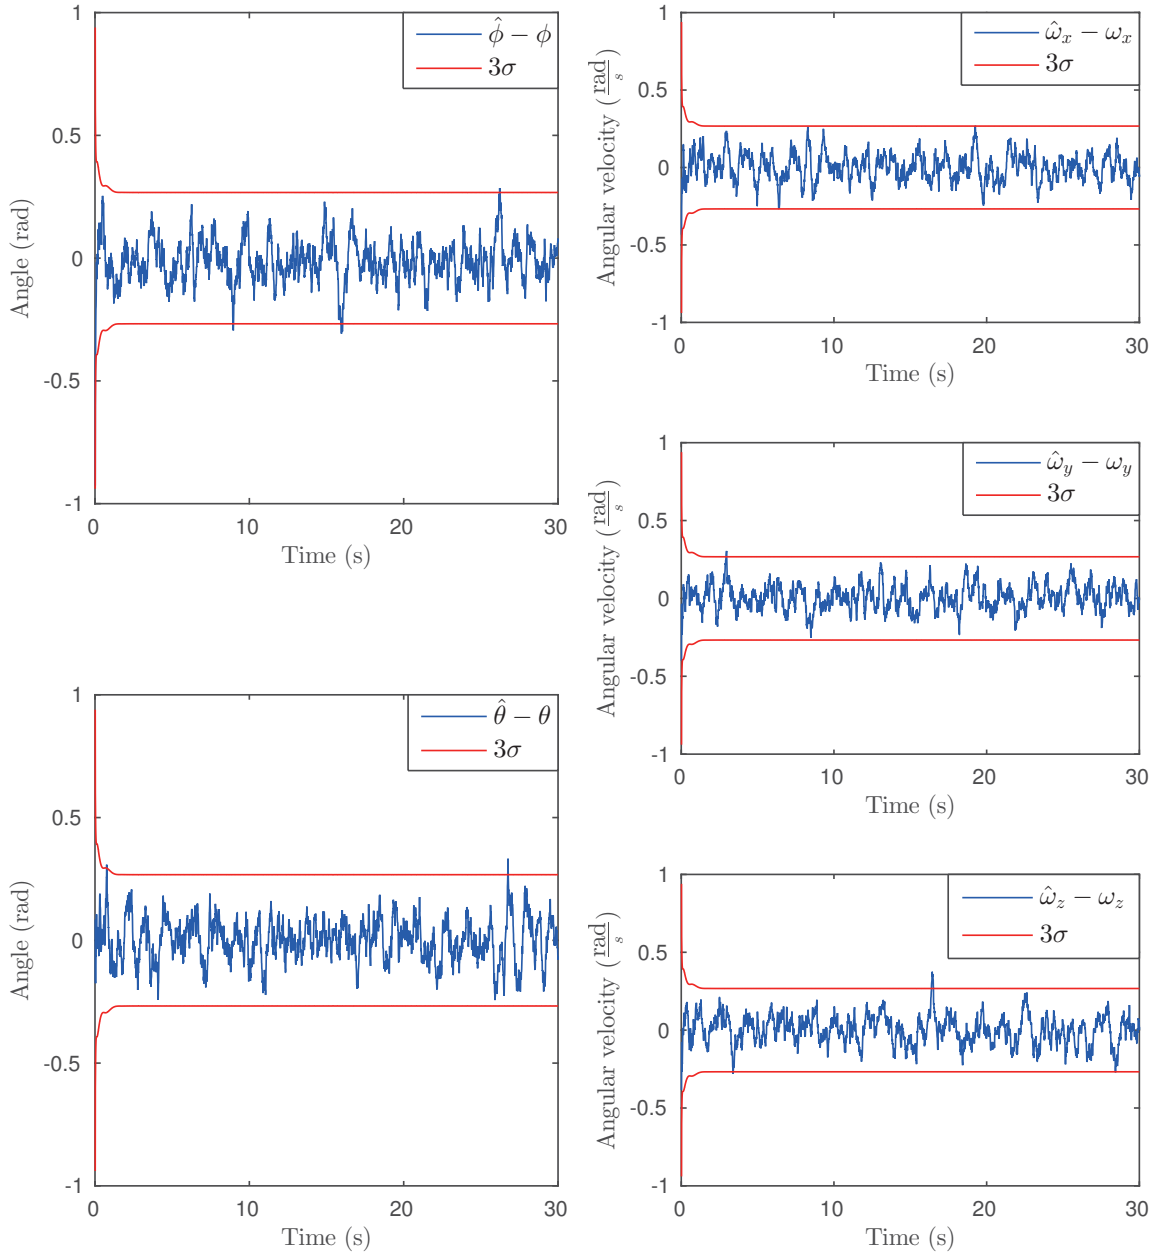 1
0.5
0
-0.5
-1
0 10 20 30
Angle (rad)
Time (s)
ϕ̂ − ϕ
3σ
1
0.5
0
-0.5
-1
0 10 20 30
Angular velocity (rad/s)
Time (s)
ω̂ₓ − ωₓ
3σ
1
0.5
0
-0.5
-1
0 10 20 30
Angular velocity (rad/s)
Time (s)
ω̂_y − ω_y
3σ
1
0.5
0
-0.5
-1
0 10 20 30
Angle (rad)
Time (s)
θ̂ − θ
3σ
1
0.5
0
-0.5
-1
0 10 20 30
Angular velocity (rad/s)
Time (s)
ω̂_z − ω_z
3σ